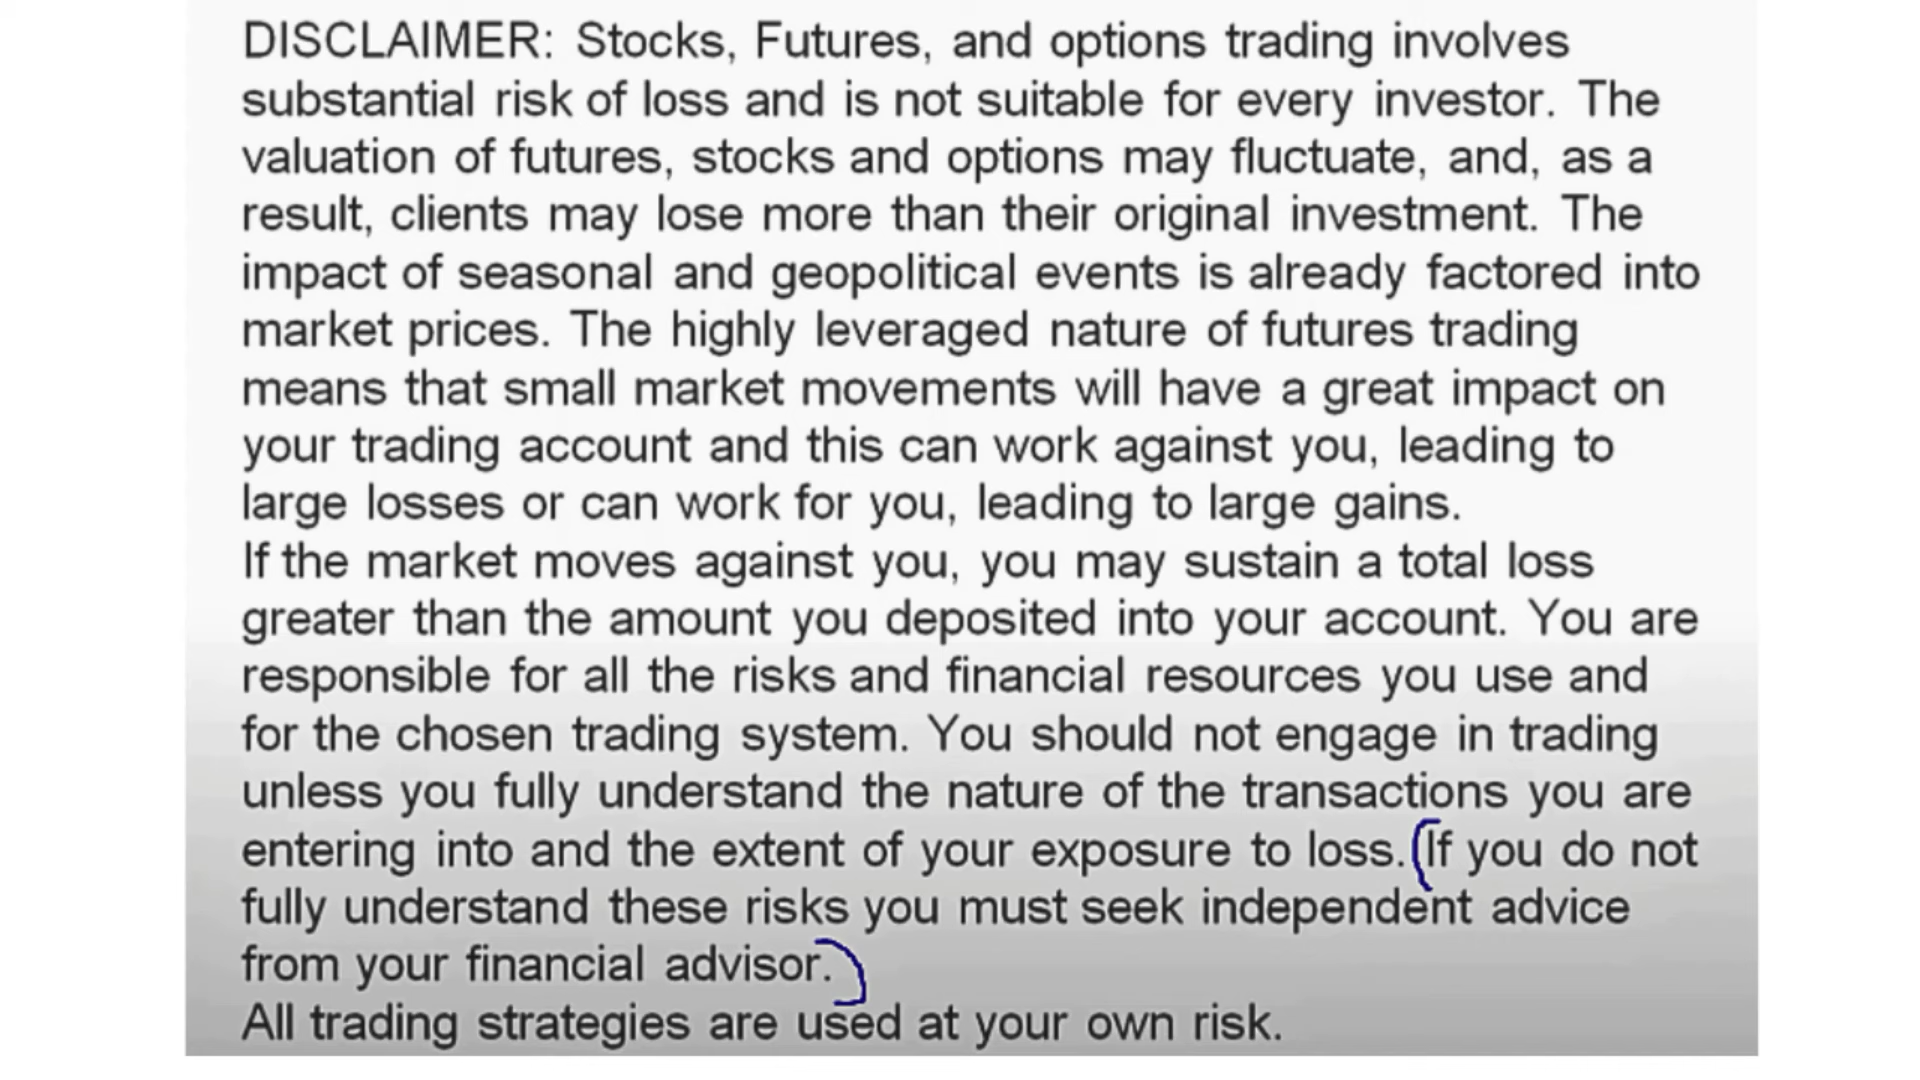 DISCLAIMER: Stocks, Futures, and options trading involves
substantial risk of loss and is not suitable for every investor. The
valuation of futures, stocks and options may fluctuate, and, as a
result, clients may lose more than their original investment. The
impact of seasonal and geopolitical events is already factored into
market prices. The highly leveraged nature of futures trading
means that small market movements will have a great impact on
your trading account and this can work against you, leading to
large losses or can work for you, leading to large gains.
If the market moves against you, you may sustain a total loss
greater than the amount you deposited into your account. You are
responsible for all the risks and financial resources you use and
for the chosen trading system. You should not engage in trading
unless you fully understand the nature of the transactions you are
entering into and the extent of your exposure to loss. (If you do not
fully understand these risks you must seek independent advice
from your financial advisor.)
All trading strategies are used at your own risk.